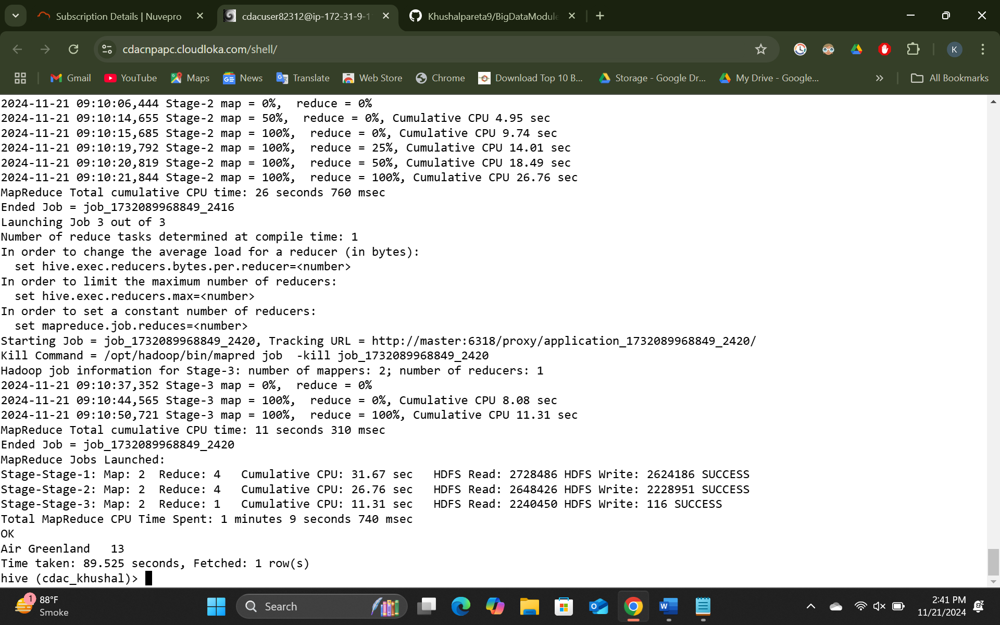 Subscription Details | Nuvepro
cdacuser82312@ip-172-31-9-1
Khushalpareta9/BigDataModule
cdacnpapc.cloudloka.com/shell/
K
Gmail
YouTube
Maps
News
Translate
Web Store
Chrome
Download Top 10 B...
Storage - Google Dr...
My Drive - Google...
All Bookmarks
2024-11-21 09:10:06,444 Stage-2 map = 0%,  reduce = 0%
2024-11-21 09:10:14,655 Stage-2 map = 50%,  reduce = 0%, Cumulative CPU 4.95 sec
2024-11-21 09:10:15,685 Stage-2 map = 100%,  reduce = 0%, Cumulative CPU 9.74 sec
2024-11-21 09:10:19,792 Stage-2 map = 100%,  reduce = 25%, Cumulative CPU 14.01 sec
2024-11-21 09:10:20,819 Stage-2 map = 100%,  reduce = 50%, Cumulative CPU 18.49 sec
2024-11-21 09:10:21,844 Stage-2 map = 100%,  reduce = 100%, Cumulative CPU 26.76 sec
MapReduce Total cumulative CPU time: 26 seconds 760 msec
Ended Job = job_1732089968849_2416
Launching Job 3 out of 3
Number of reduce tasks determined at compile time: 1
In order to change the average load for a reducer (in bytes):
  set hive.exec.reducers.bytes.per.reducer=<number>
In order to limit the maximum number of reducers:
  set hive.exec.reducers.max=<number>
In order to set a constant number of reducers:
  set mapreduce.job.reduces=<number>
Starting Job = job_1732089968849_2420, Tracking URL = http://master:6318/proxy/application_1732089968849_2420/
Kill Command = /opt/hadoop/bin/mapred job  -kill job_1732089968849_2420
Hadoop job information for Stage-3: number of mappers: 2; number of reducers: 1
2024-11-21 09:10:37,352 Stage-3 map = 0%,  reduce = 0%
2024-11-21 09:10:44,565 Stage-3 map = 100%,  reduce = 0%, Cumulative CPU 8.08 sec
2024-11-21 09:10:50,721 Stage-3 map = 100%,  reduce = 100%, Cumulative CPU 11.31 sec
MapReduce Total cumulative CPU time: 11 seconds 310 msec
Ended Job = job_1732089968849_2420
MapReduce Jobs Launched:
Stage-Stage-1: Map: 2  Reduce: 4   Cumulative CPU: 31.67 sec   HDFS Read: 2728486 HDFS Write: 2624186 SUCCESS
Stage-Stage-2: Map: 2  Reduce: 4   Cumulative CPU: 26.76 sec   HDFS Read: 2648426 HDFS Write: 2228951 SUCCESS
Stage-Stage-3: Map: 2  Reduce: 1   Cumulative CPU: 11.31 sec   HDFS Read: 2240450 HDFS Write: 116 SUCCESS
Total MapReduce CPU Time Spent: 1 minutes 9 seconds 740 msec
OK
Air Greenland   13
Time taken: 89.525 seconds, Fetched: 1 row(s)
hive (cdac_khushal)>
1
88°F
Smoke
Search
2:41 PM
11/21/2024